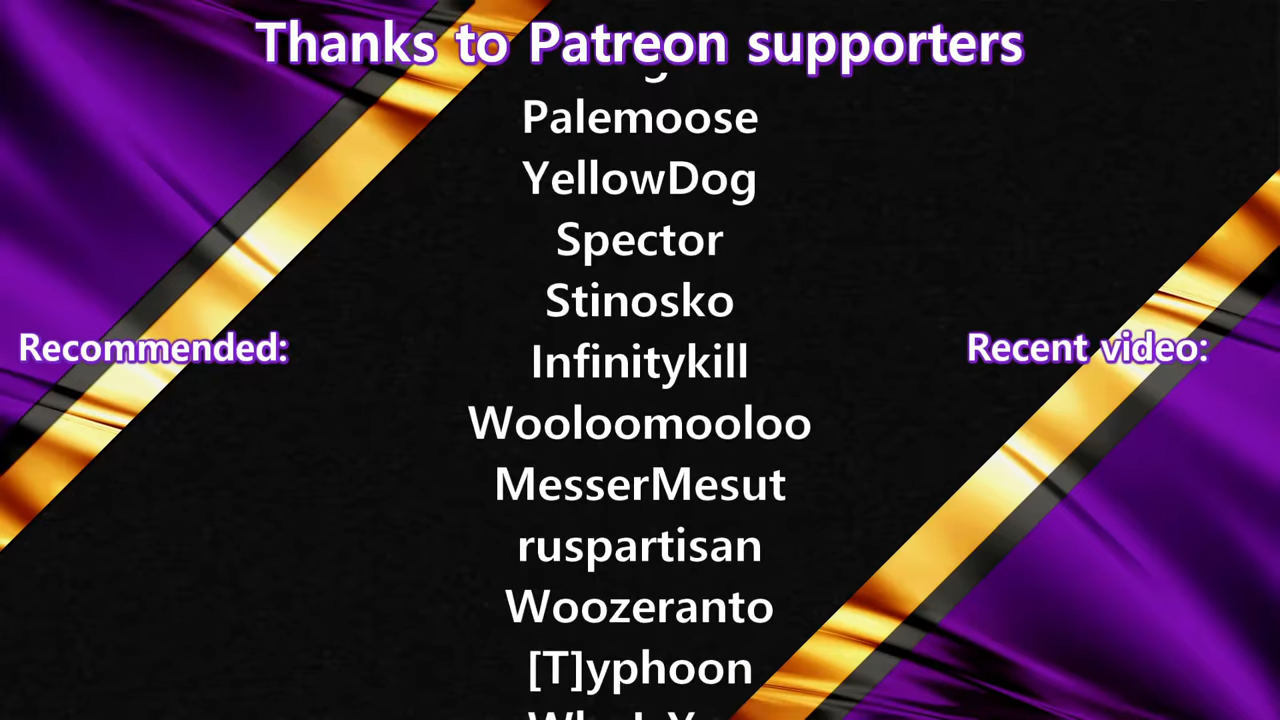 Thanks to Patreon supporters
Palemoose
YellowDog
Spector
Stinosko
Recommended:
Recent video:
Infinitykill
Wooloomooloo
MesserMesut
ruspartisan
Woozeranto
[T]yphoon